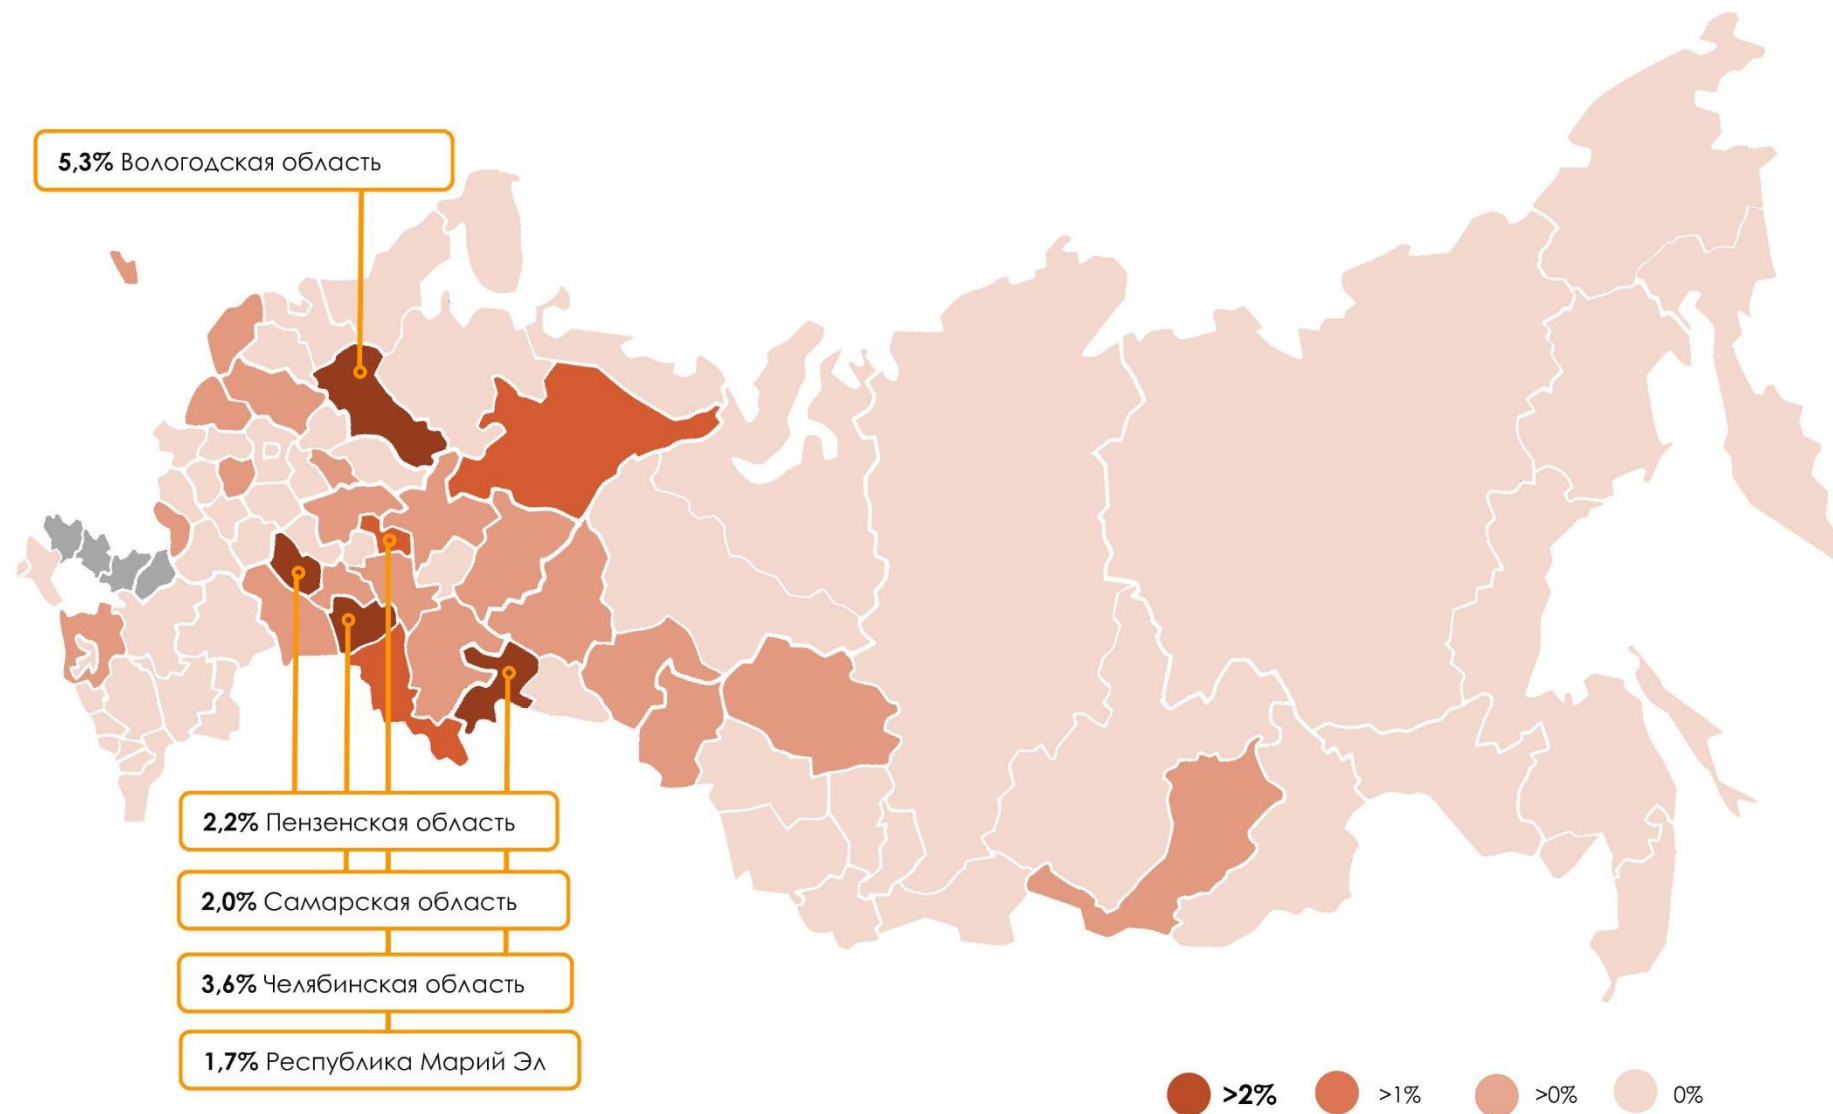 5,3% Вологодская область
2,2% Пензенская область
2,0% Самарская область
3,6% Челябинская область
1,7% Республика Марий Эл
>2% >1% >0% 0%